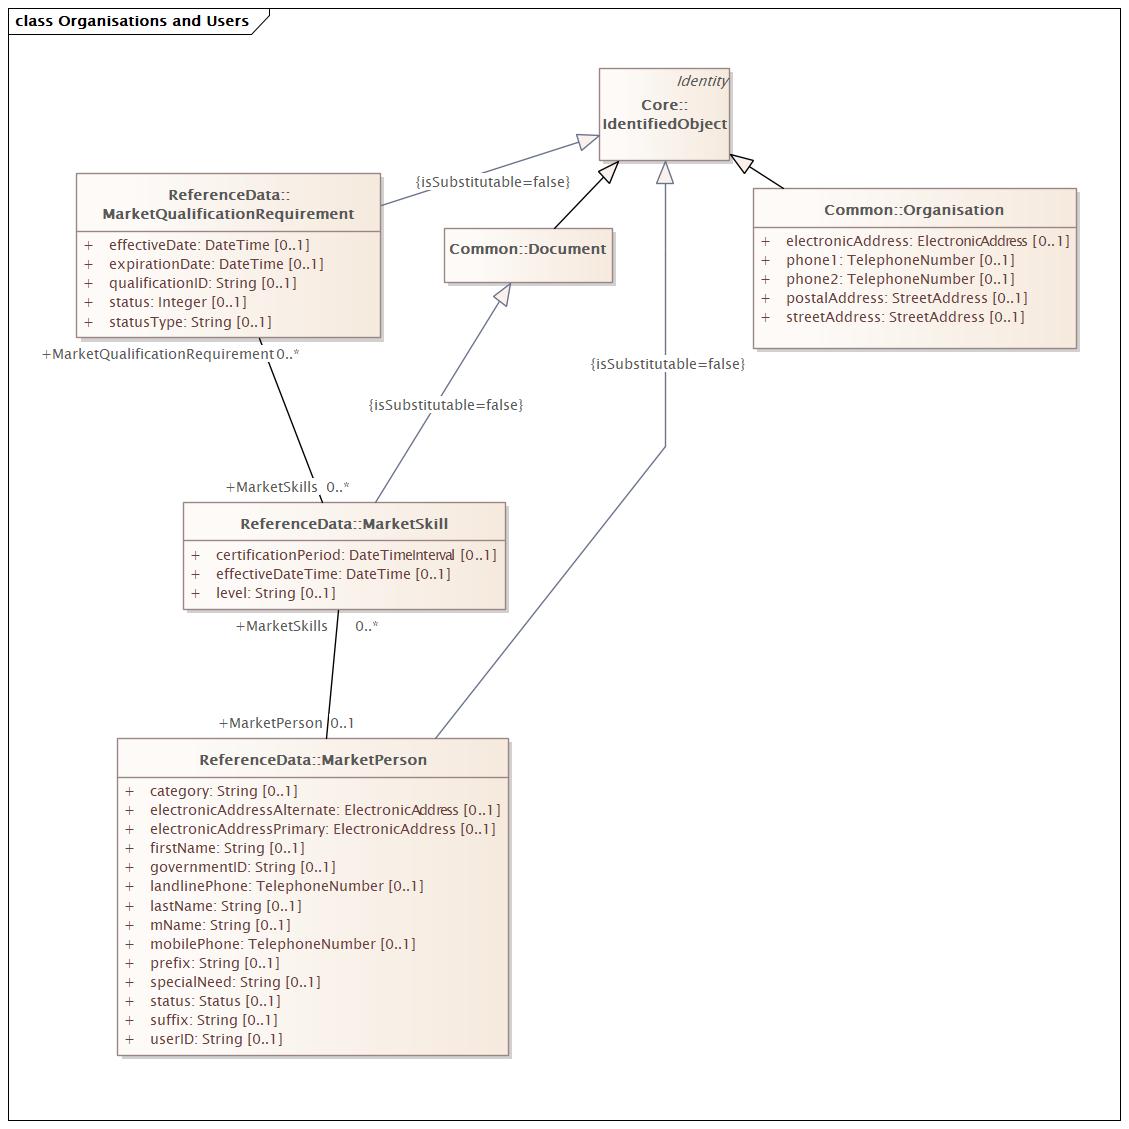 class Organisations and Users
Identity
Core::
IdentifiedObject
{isSubstitutable=false}
ReferenceData::
MarketQualificationRequirement
+ effectiveDate: DateTime [0..1]
+ expirationDate: DateTime [0..1]
+ qualificationID: String [0..1]
+ status: Integer [0..1]
+ statusType: String [0..1]
Common::Document
Common::Organisation
+ electronicAddress: ElectronicAddress [0..1]
+ phone1: TelephoneNumber [0..1]
+ phone2: TelephoneNumber [0..1]
+ postalAddress: StreetAddress [0..1]
+ streetAddress: StreetAddress [0..1]
+MarketQualificationRequirement 0..*
{isSubstitutable=false}
{isSubstitutable=false}
+MarketSkills 0..*
ReferenceData::MarketSkill
+ certificationPeriod: DateTimeInterval [0..1]
+ effectiveDateTime: DateTime [0..1]
+ level: String [0..1]
+MarketSkills 0..*
+MarketPerson 0..1
ReferenceData::MarketPerson
+ category: String [0..1]
+ electronicAddressAlternate: ElectronicAddress [0..1]
+ electronicAddressPrimary: ElectronicAddress [0..1]
+ firstName: String [0..1]
+ governmentID: String [0..1]
+ landlinePhone: TelephoneNumber [0..1]
+ lastName: String [0..1]
+ mName: String [0..1]
+ mobilePhone: TelephoneNumber [0..1]
+ prefix: String [0..1]
+ specialNeed: String [0..1]
+ status: Status [0..1]
+ suffix: String [0..1]
+ userID: String [0..1]